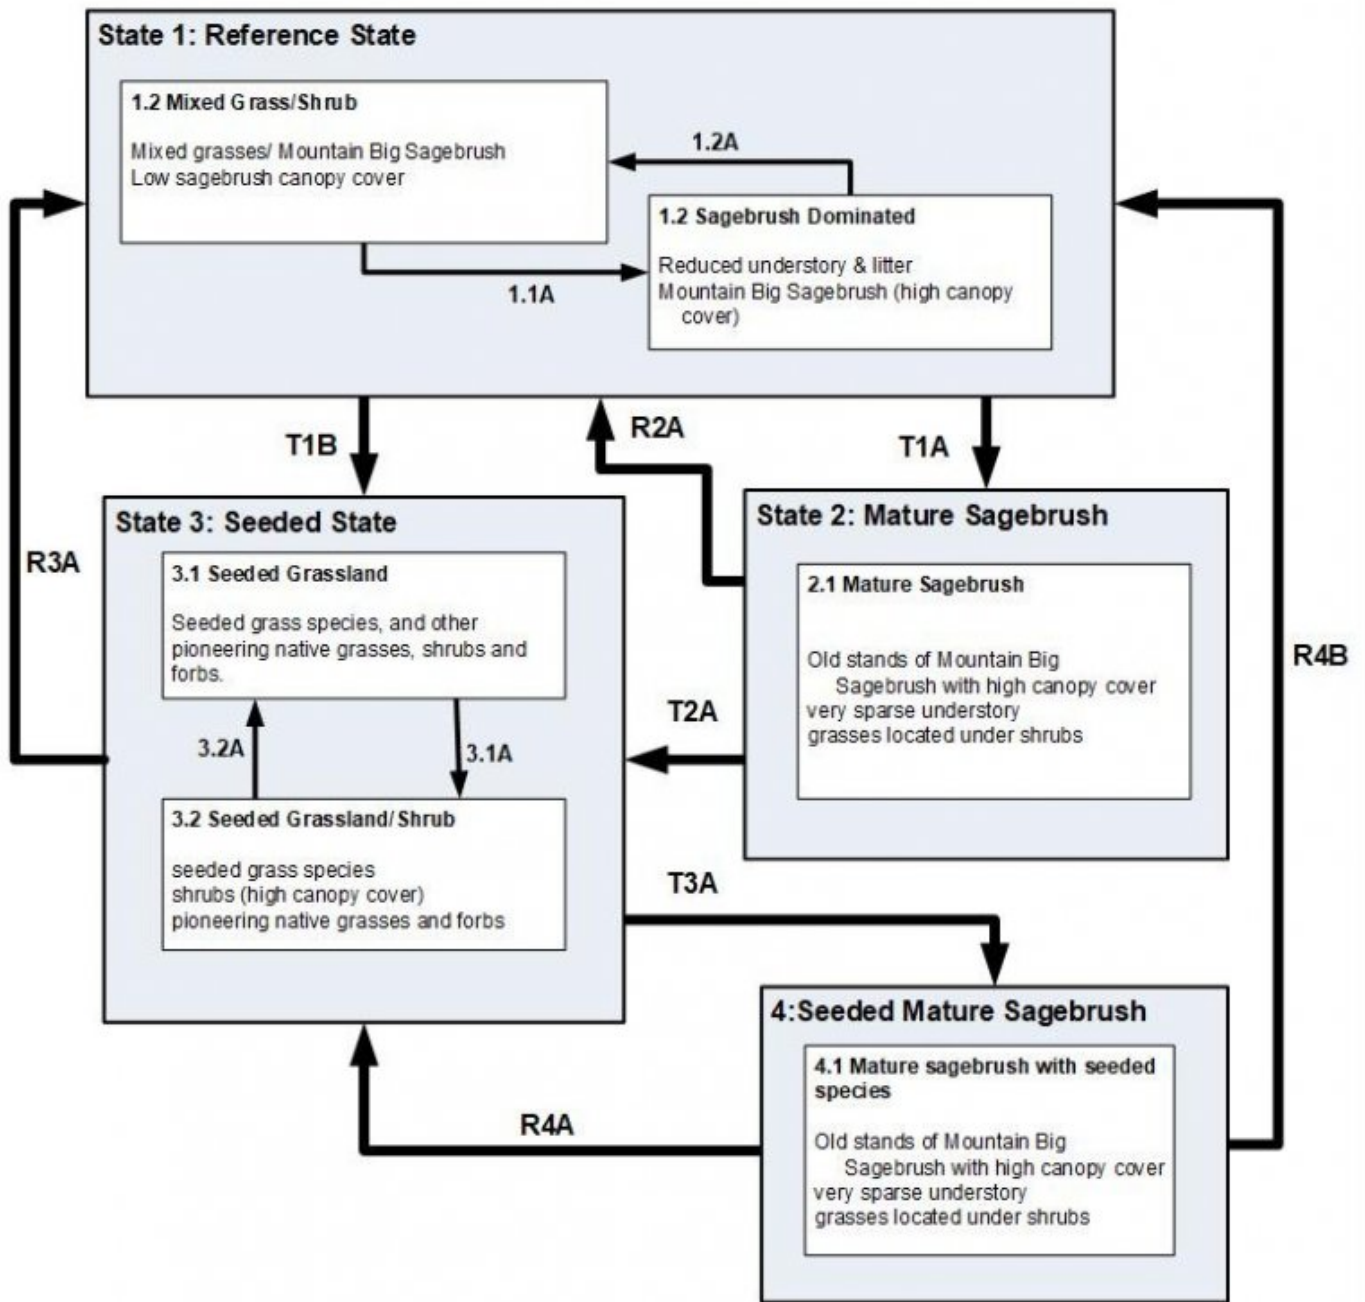 State 1: Reference State
1.2 Mixed Grass/Shrub
Mixed grasses/ Mountain Big Sagebrush
Low sagebrush canopy cover
1.2A
1.2 Sagebrush Dominated
Reduced understory & litter
Mountain Big Sagebrush (high canopy
cover)
1.1A
T1B
R2A
T1A
R3A
State 3: Seeded State
3.1 Seeded Grassland
Seeded grass species, and other
pioneering native grasses, shrubs and
forbs.
3.2A
3.1A
3.2 Seeded Grassland/Shrub
seeded grass species
shrubs (high canopy cover)
pioneering native grasses and forbs
State 2: Mature Sagebrush
2.1 Mature Sagebrush
Old stands of Mountain Big
Sagebrush with high canopy cover
very sparse understory
grasses located under shrubs
R4B
T2A
T3A
4:Seeded Mature Sagebrush
4.1 Mature sagebrush with seeded
species
Old stands of Mountain Big
Sagebrush with high canopy cover
very sparse understory
grasses located under shrubs
R4A